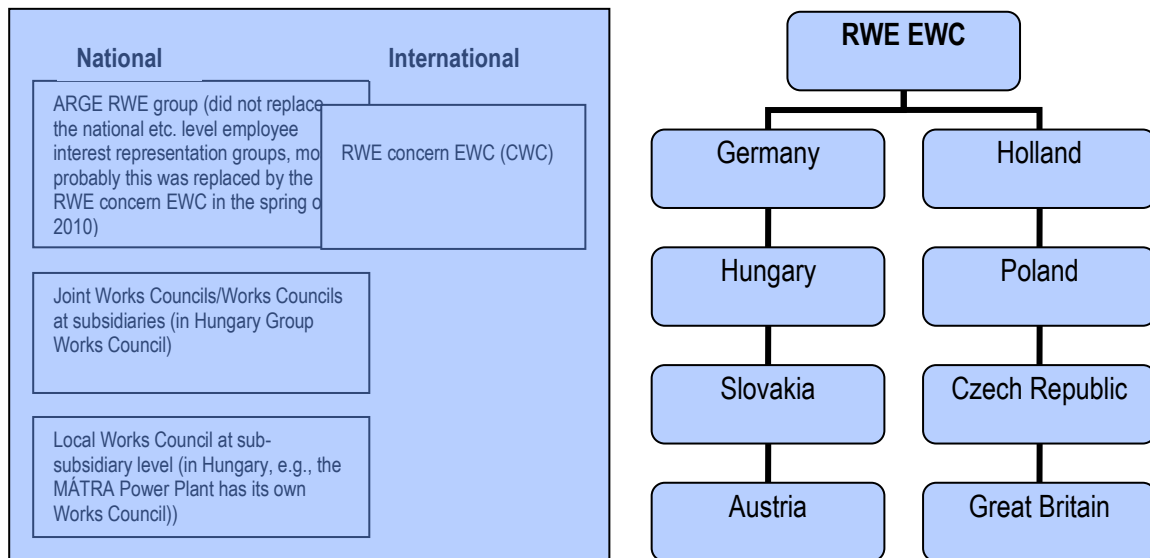 National
International
ARGE RWE group (did not replace
the national etc. level employee
interest representation groups, mo
probably this was replaced by the
RWE concern EWC in the spring o
2010)
RWE concern EWC (CWC)
Joint Works Councils/Works Councils
at subsidiaries (in Hungary Group
Works Council)
Local Works Council at sub-
subsidiary level (in Hungary, e.g., the
MÁTRA Power Plant has its own
Works Council))
RWE EWC
Germany
Holland
Hungary
Poland
Slovakia
Czech Republic
Austria
Great Britain